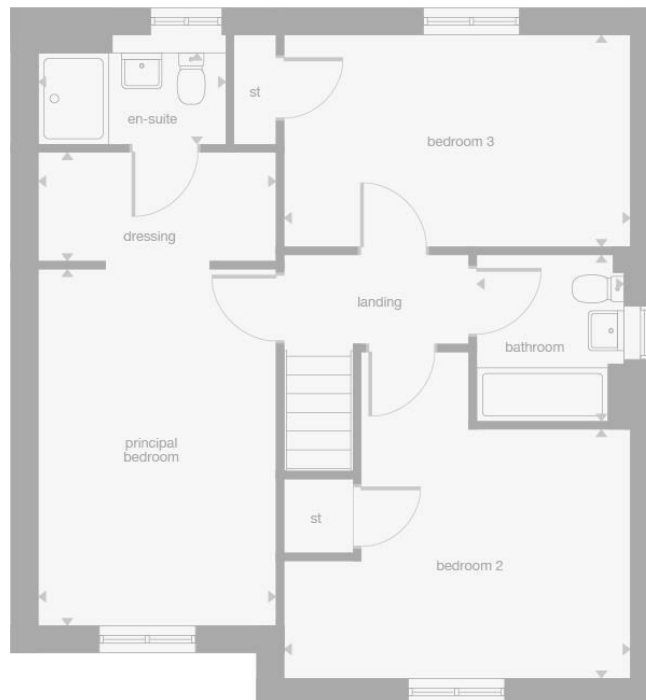 st
en-suite
bedroom 3
dressing
landing
bathroom
principal
bedroom
st
bedroom 2